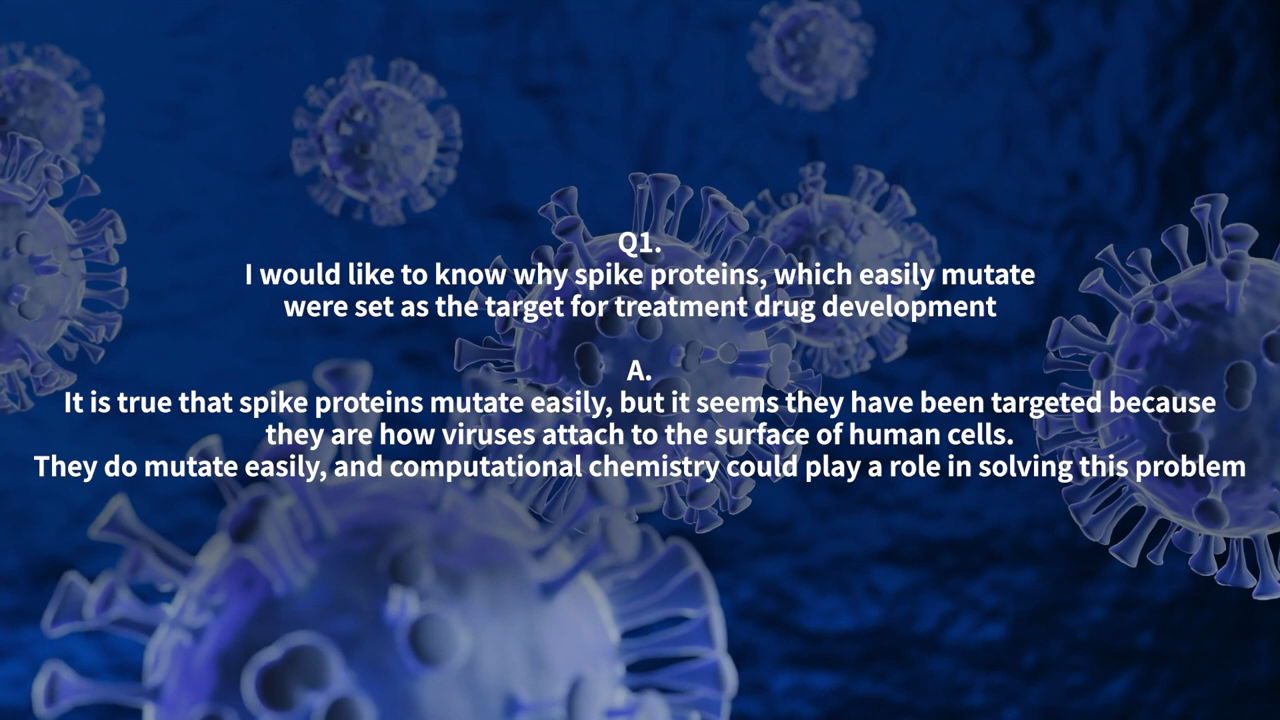 Q1.
I would like to know why spike proteins, which easily mutate
were set as the target for treatment drug development
A.
It is true that spike proteins mutate easily, but it seems they have been targeted because
they are how viruses attach to the surface of human cells.
They do mutate easily, and computational chemistry could play a role in solving this problem